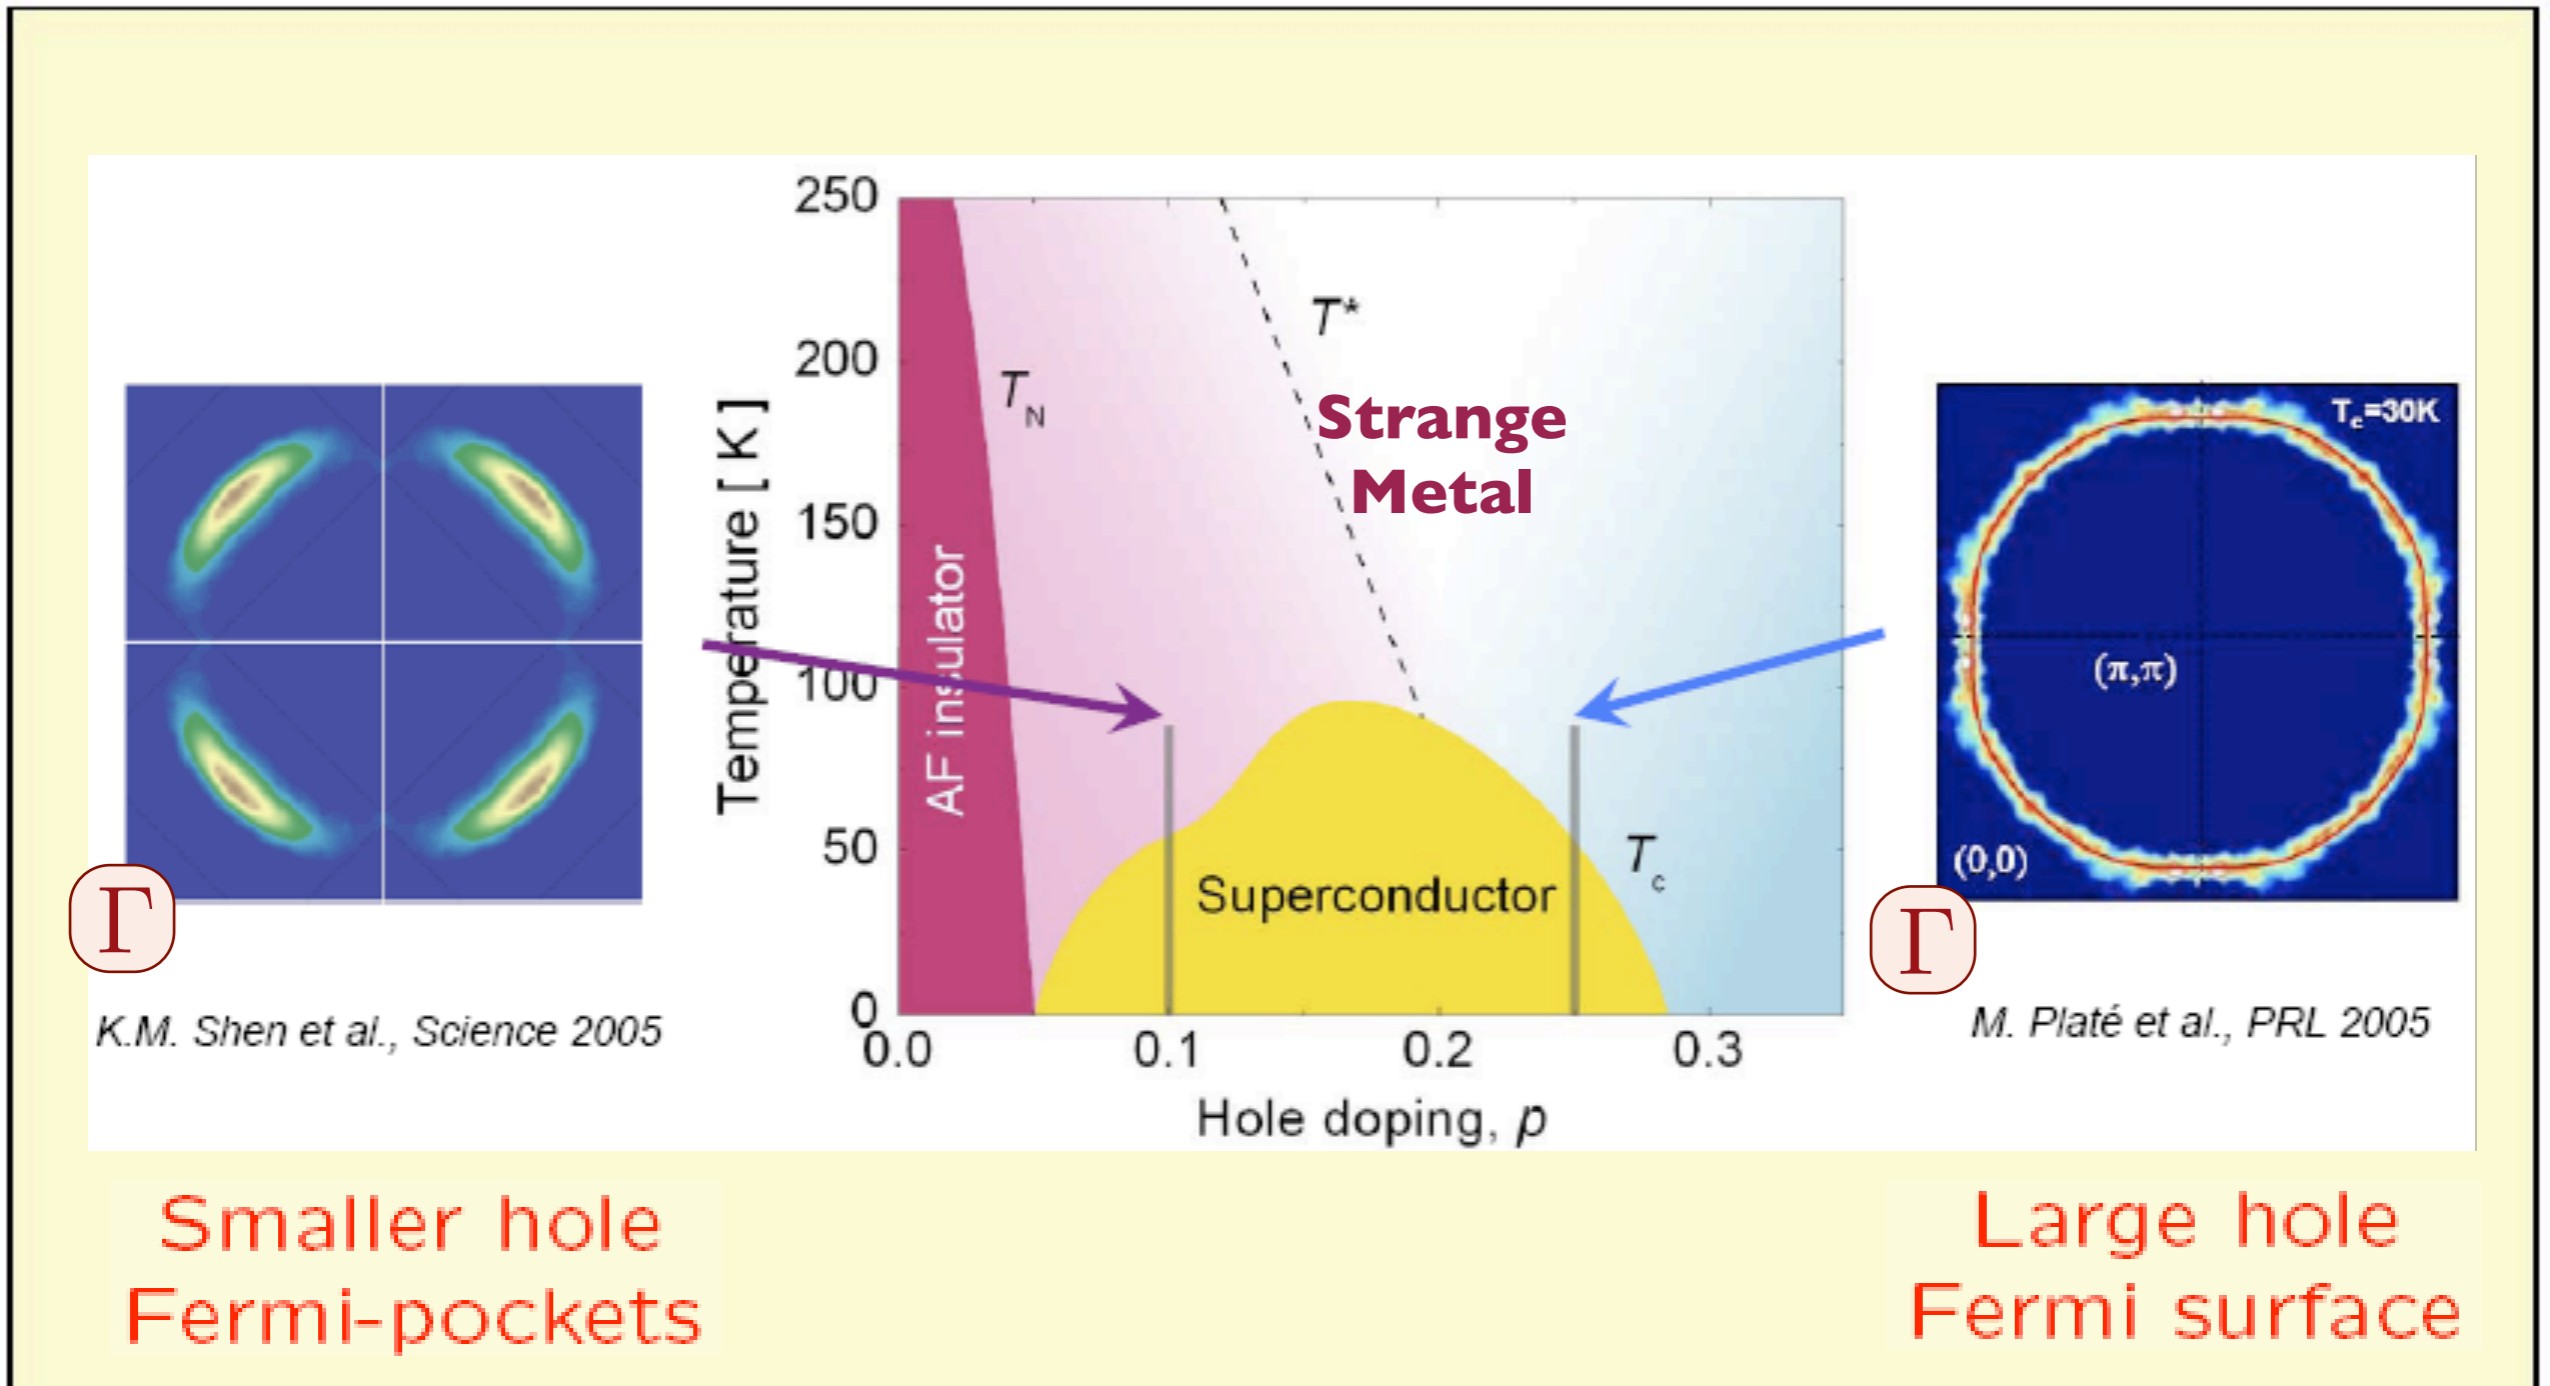 250
200
150
100
50
0
Temperature [ K ]
AF insulator
T_N
T*
Strange
Metal
Superconductor
T_c
0.0 0.1 0.2 0.3
Hole doping, p
Γ
K.M. Shen et al., Science 2005
T_c=30K
(π,π)
(0,0)
Γ
M. Platé et al., PRL 2005
Smaller hole
Fermi-pockets
Large hole
Fermi surface